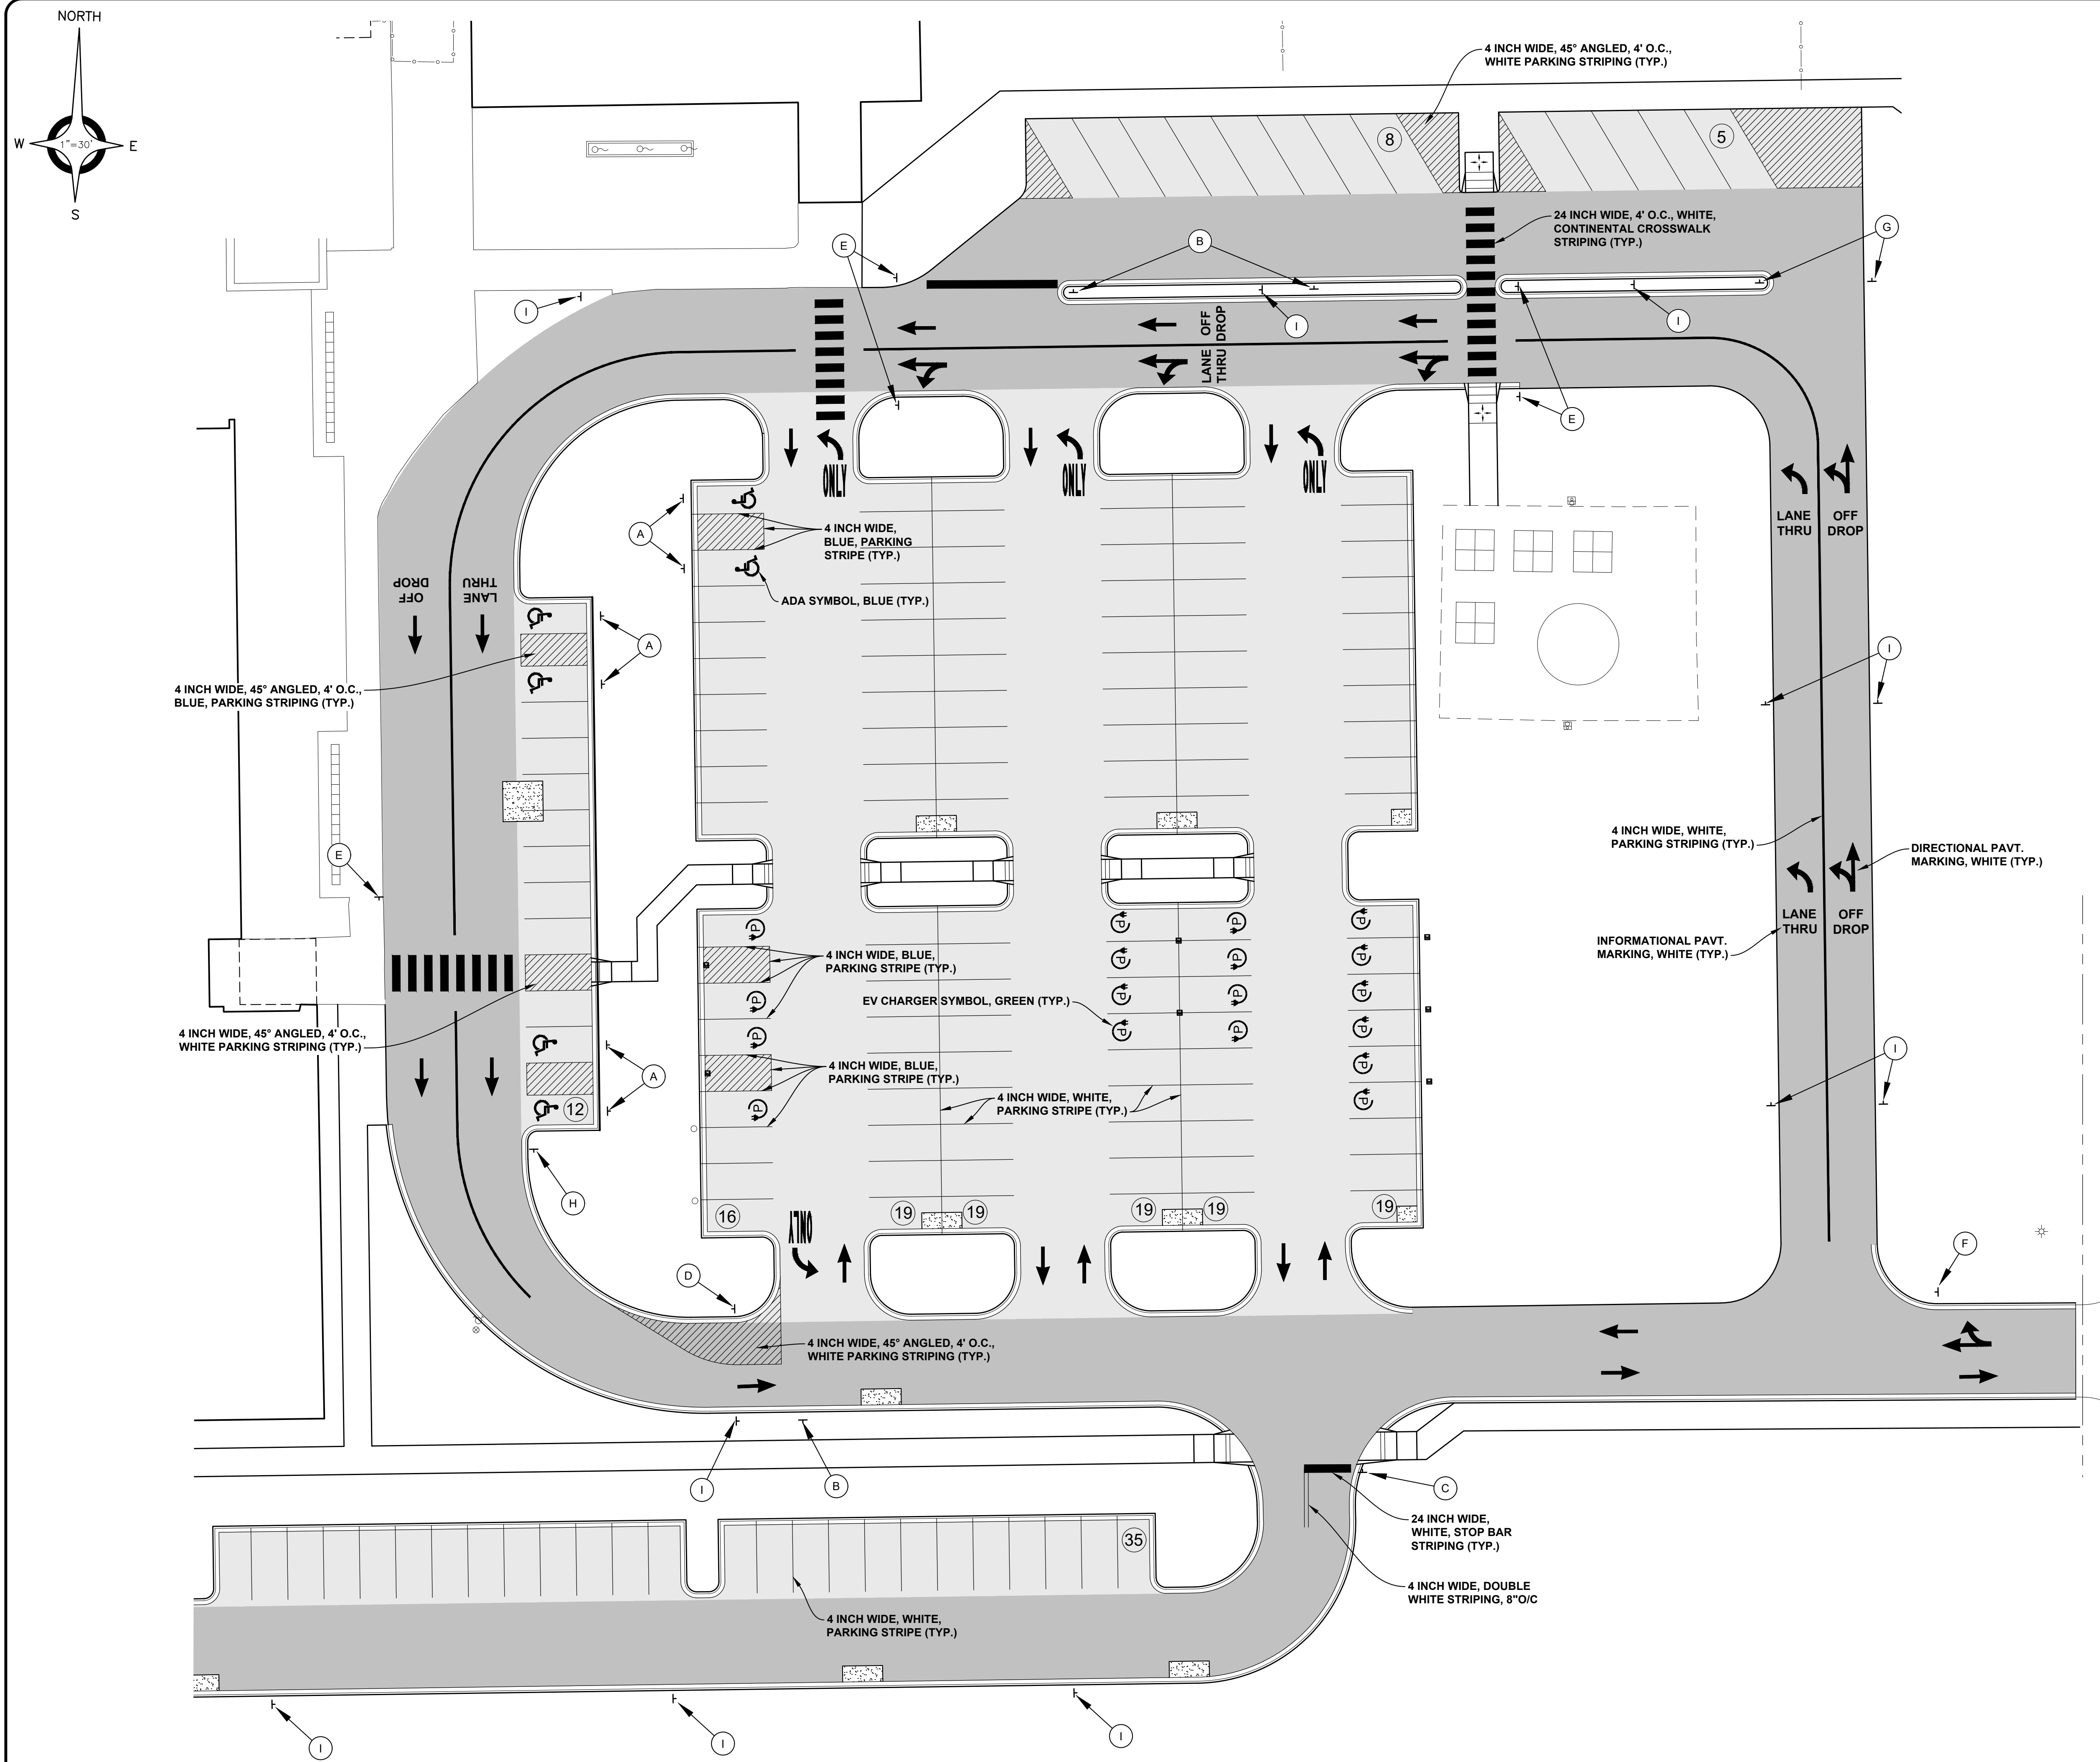 NORTH
W
1"=30'
E
S
4 INCH WIDE, 45° ANGLED, 4' O.C.,
WHITE PARKING STRIPING (TYP.)
8
5
24 INCH WIDE, 4' O.C., WHITE,
CONTINENTAL CROSSWALK
STRIPING (TYP.)
G
B
E
I
I
I
OFF
DROP
LANE
THRU
E
ONLY
ONLY
ONLY
A
4 INCH WIDE,
BLUE, PARKING
STRIPE (TYP.)
LANE
THRU
OFF
DROP
DROP
OFF
THRU
LANE
ADA SYMBOL, BLUE (TYP.)
A
I
4 INCH WIDE, 45° ANGLED, 4' O.C.,
BLUE, PARKING STRIPING (TYP.)
4 INCH WIDE, WHITE,
PARKING STRIPING (TYP.)
DIRECTIONAL PAVT.
MARKING, WHITE (TYP.)
E
LANE
THRU
OFF
DROP
INFORMATIONAL PAVT.
MARKING, WHITE (TYP.)
P
P
P
P
4 INCH WIDE, BLUE,
PARKING STRIPE (TYP.)
P
P
P
EV CHARGER SYMBOL, GREEN (TYP.)
P
P
P
P
4 INCH WIDE, 45° ANGLED, 4' O.C.,
WHITE PARKING STRIPING (TYP.)
P
P
P
P
I
4 INCH WIDE, BLUE,
PARKING STRIPE (TYP.)
P
A
12
P
P
4 INCH WIDE, WHITE,
PARKING STRIPE (TYP.)
H
16
19
19
19
19
19
ONLY
D
F
4 INCH WIDE, 45° ANGLED, 4' O.C.,
WHITE PARKING STRIPING (TYP.)
I
B
C
24 INCH WIDE,
WHITE, STOP BAR
STRIPING (TYP.)
35
4 INCH WIDE, DOUBLE
WHITE STRIPING, 8"O/C
4 INCH WIDE, WHITE,
PARKING STRIPE (TYP.)
I
I
I